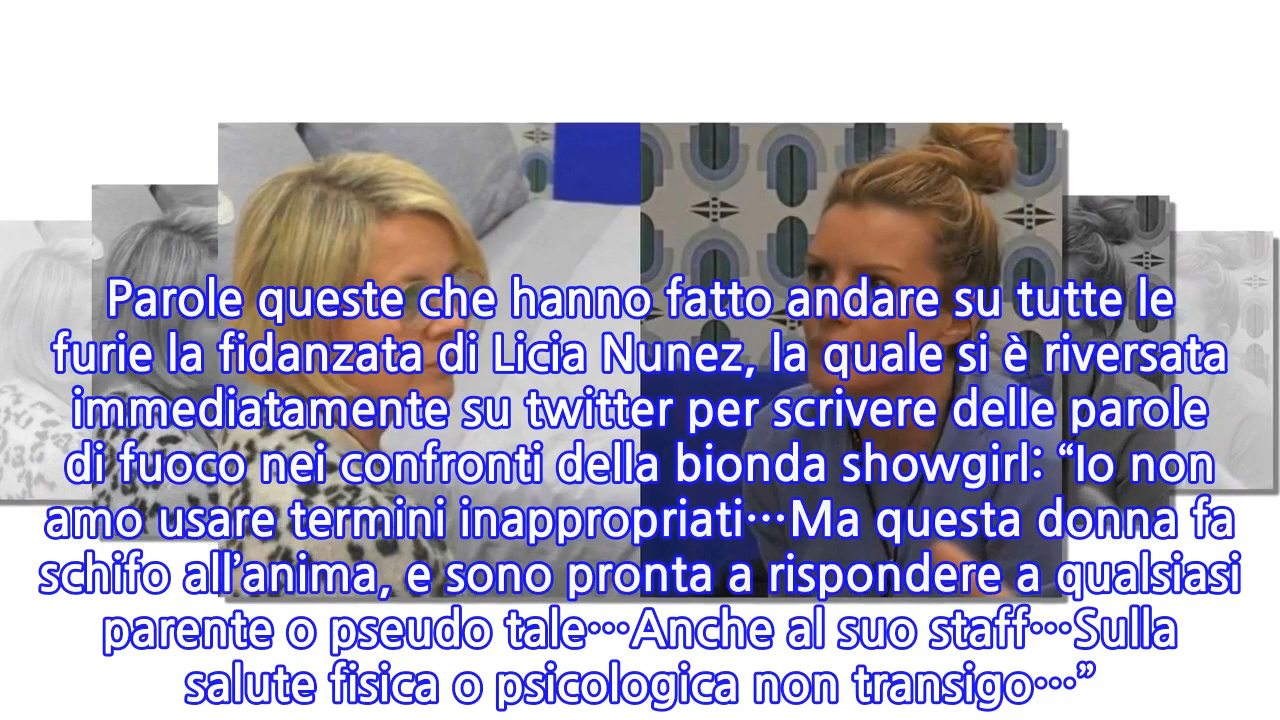 Parole queste che hanno fatto andare su tutte le
furie la fidanzata di Licia Nunez, la quale si è riversata
immediatamente su twitter per scrivere delle parole
di fuoco nei confronti della bionda showgirl: “Io non
amo usare termini inappropriati…Ma questa donna fa
schifo all’anima, e sono pronta a rispondere a qualsiasi
parente o pseudo tale…Anche al suo staff…Sulla
salute fisica o psicologica non transigo…”